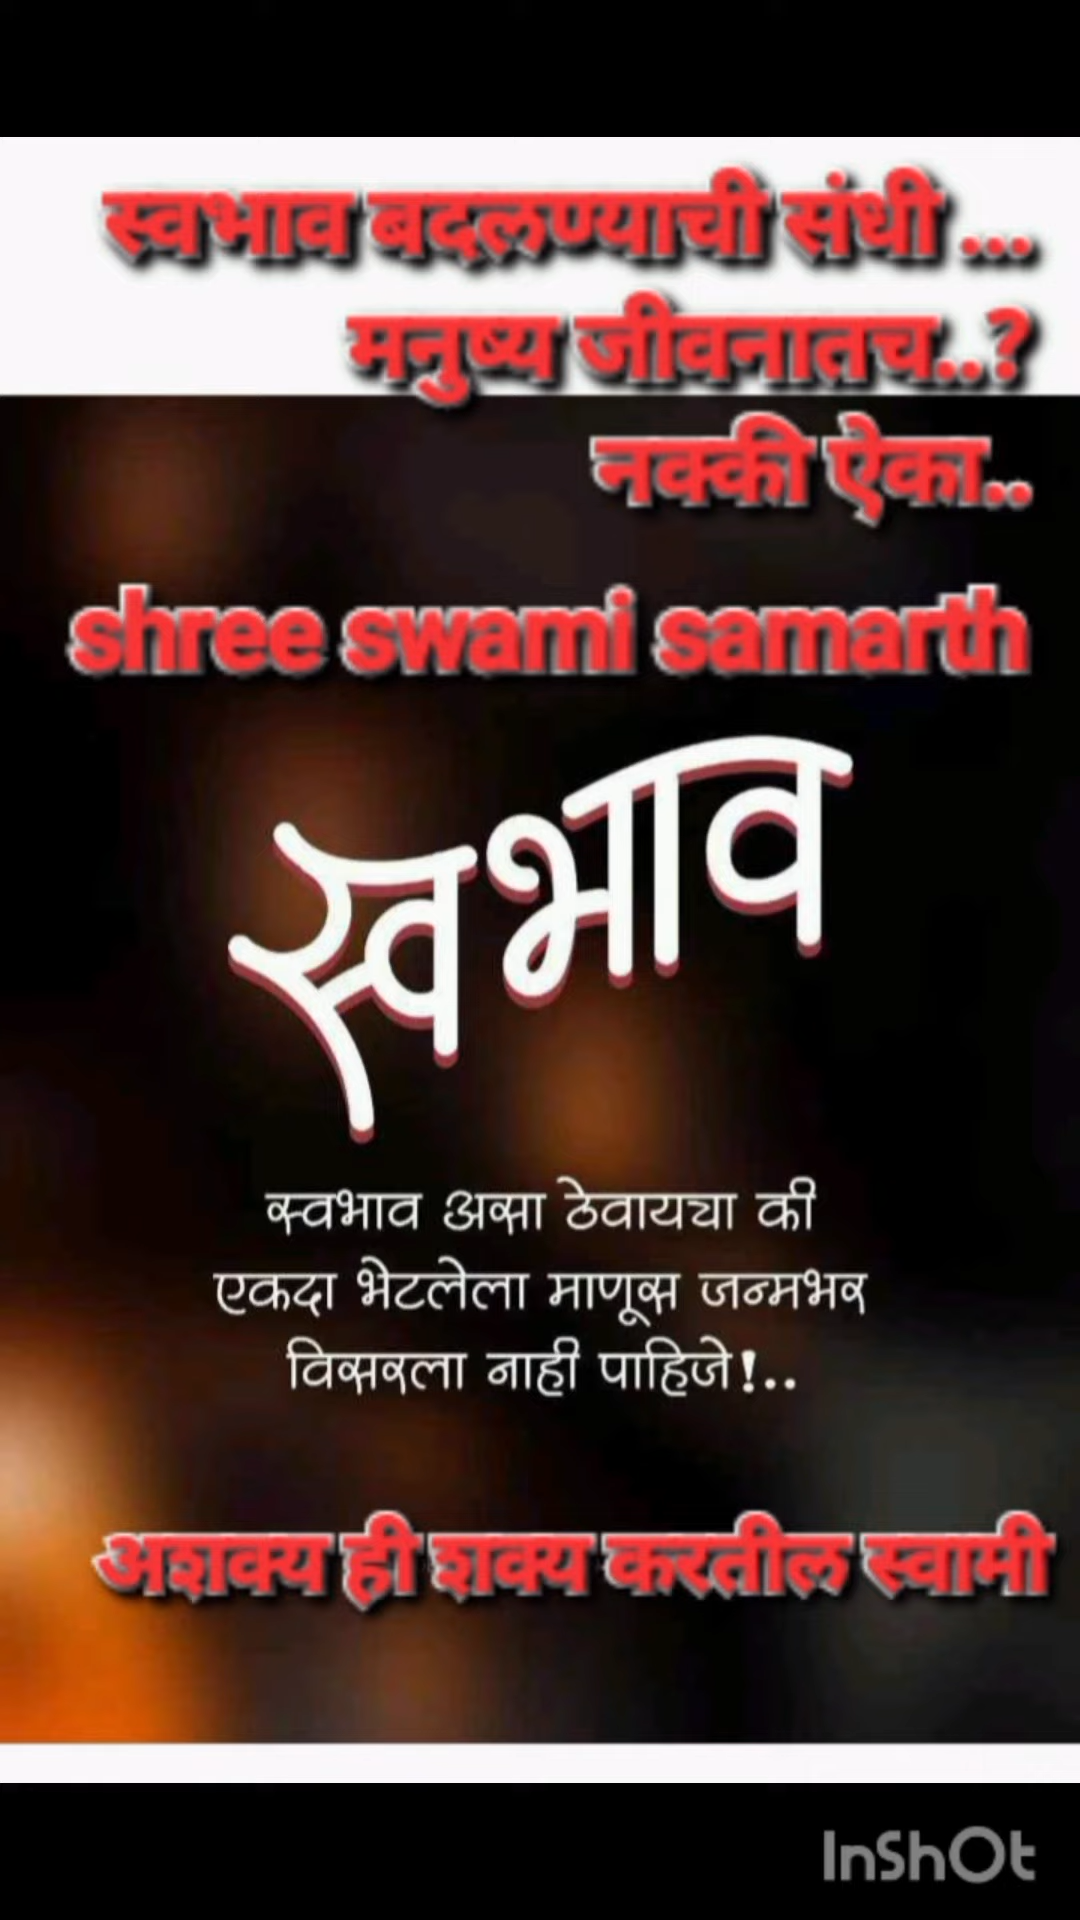 स्वभाव बदलण्याची संधी ...
मनुष्य जीवनातच..?
नक्की ऐका..
shree swami samarth
स्वभाव
स्वभाव असा ठेवायचा की
एकदा भेटलेला माणूस जन्मभर
विसरला नाही पाहिजे!..
अशक्य ही शक्य करतील स्वामी
InShOt